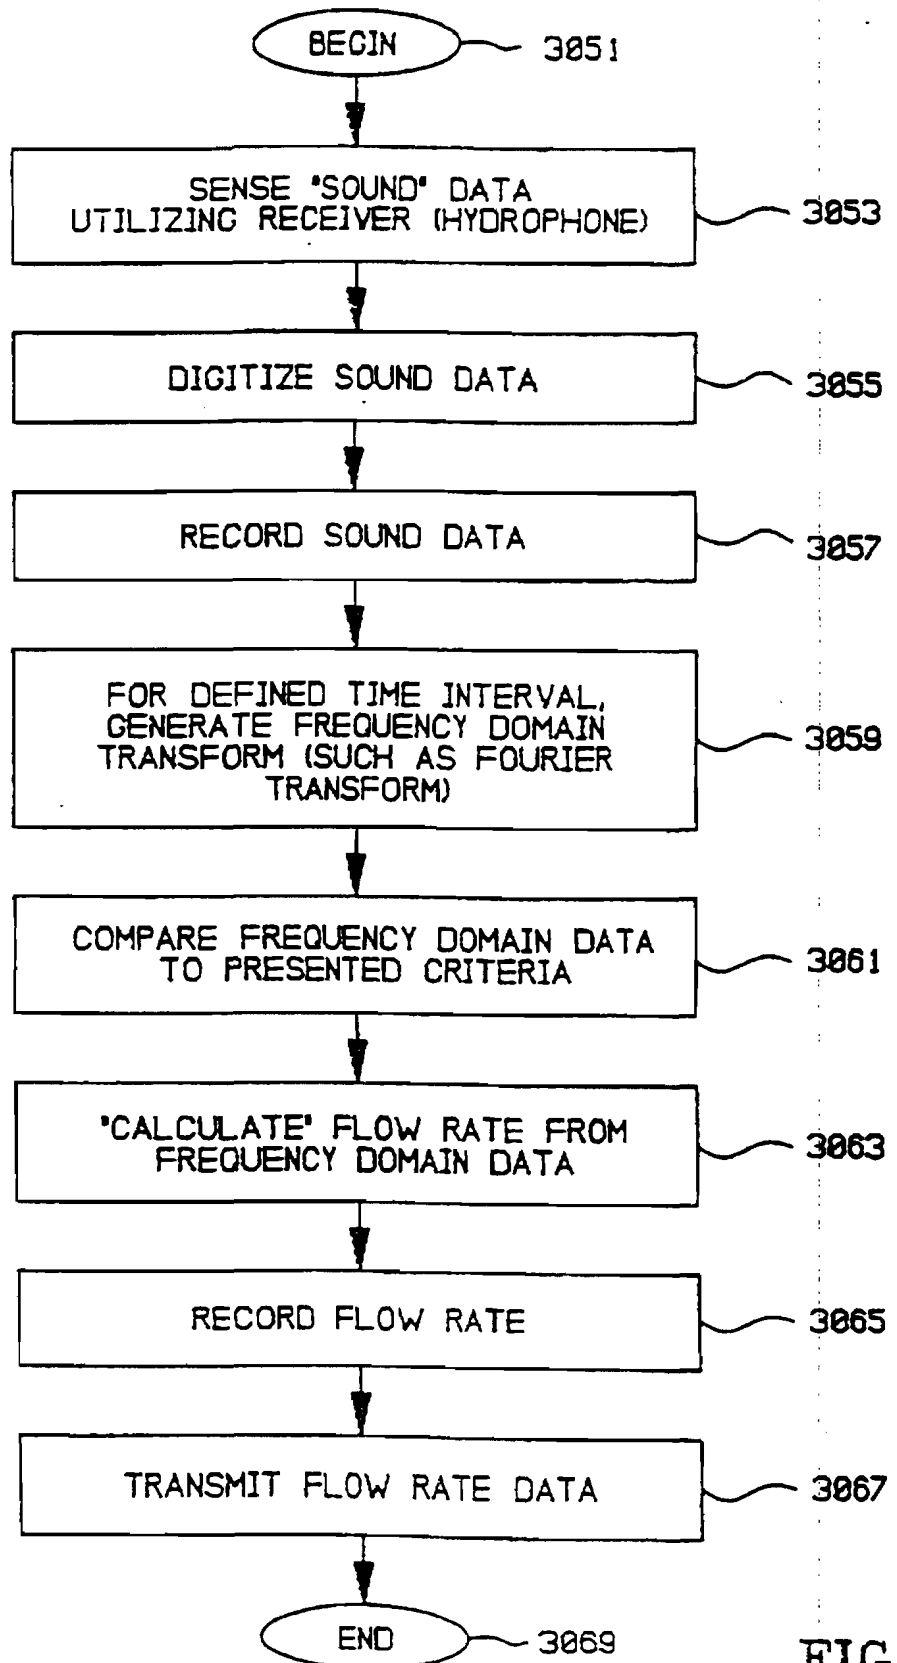 BEGIN
3051
SENSE "SOUND" DATA
UTILIZING RECEIVER (HYDROPHONE)
3053
DIGITIZE SOUND DATA
3055
RECORD SOUND DATA
3057
FOR DEFINED TIME INTERVAL,
GENERATE FREQUENCY DOMAIN
TRANSFORM (SUCH AS FOURIER
TRANSFORM)
3059
COMPARE FREQUENCY DOMAIN DATA
TO PRESENTED CRITERIA
3061
"CALCULATE" FLOW RATE FROM
FREQUENCY DOMAIN DATA
3063
RECORD FLOW RATE
3065
TRANSMIT FLOW RATE DATA
3067
END
3069
FIG